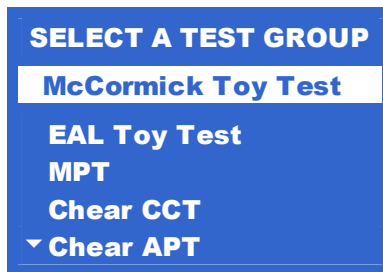 SELECT A TEST GROUP
McCormick Toy Test
EAL Toy Test
MPT
Chear CCT
Chear APT